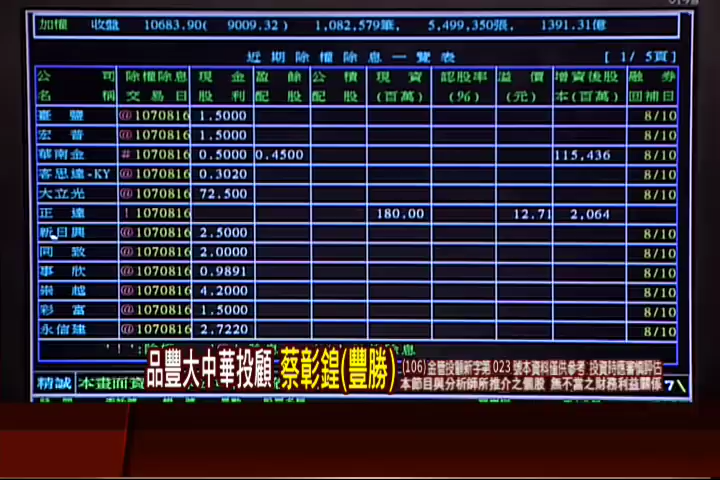 加權 收盤 10683.90( 9009.32) 1,082,579筆, 5,499,350張, 1391.31億
近期除權除息一覽表 [ 1/ 5頁]
公司名稱 除權除息交易日 現金股利 盈餘配股 公積配股 現資(百萬) 認股率(%) 溢價(元) 增資後股本(百萬) 融券回補日
臺鹽 @1070816 1.5000 8/10
宏普 @1070816 1.5000 8/10
華南金 #1070816 0.5000 0.4500 115,436 8/10
客思達-KY @1070816 0.3020 8/10
大立光 @1070816 72.500 8/10
正達 !1070816 180.00 12.71 2,064 8/10
新日興 @1070816 2.5000 8/10
同致 @1070816 2.0000 8/10
事欣 @1070816 0.9891 8/10
崇越 @1070816 4.2000 8/10
彩富 @1070816 1.5000 8/10
永信建 @1070816 2.7220 8/10
品豐大中華投顧 蔡彰鍠(豐勝) (106)金管投顧新字第023號本資料僅供參考 投資時應審慎評估
精誠 本畫面資 本節目與分析師所推介之個股 無不當之財務利益關係